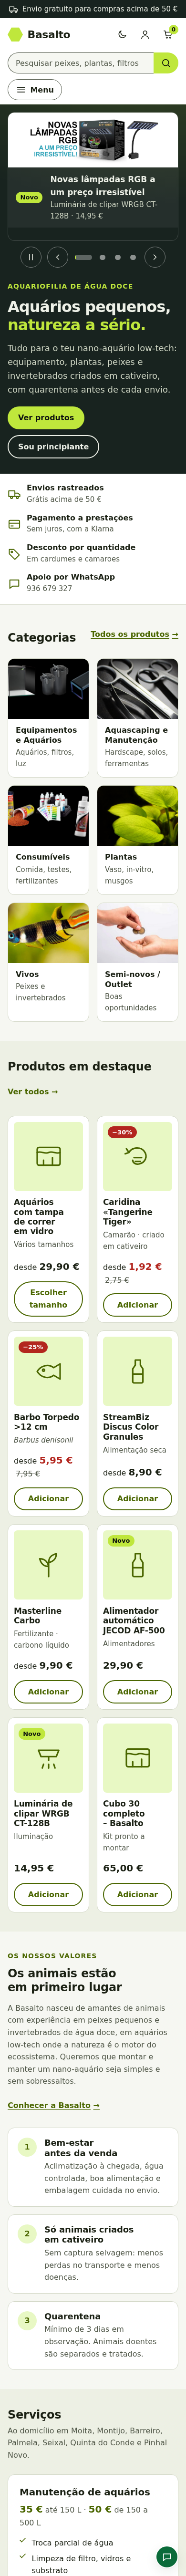 Envio gratuito para compras acima de 50 €
Basalto
0
Pesquisar peixes, plantas, filtros
Menu
NOVAS
LÂMPADAS
RGB
A UM PREÇO
IRRESISTÍVEL!
Novo
Novas lâmpadas RGB a
um preço irresistível
Luminária de clipar WRGB CT-
128B · 14,95 €
AQUARIOFILIA DE ÁGUA DOCE
Aquários pequenos,
natureza a sério.
Tudo para o teu nano-aquário low-tech:
equipamento, plantas, peixes e
invertebrados criados em cativeiro,
com quarentena antes de cada envio.
Ver produtos
Sou principiante
Envios rastreados
Grátis acima de 50 €
Pagamento a prestações
Sem juros, com a Klarna
Desconto por quantidade
Em cardumes e camarões
Apoio por WhatsApp
936 679 327
Categorias
Todos os produtos →
Equipamentos
e Aquários
Aquários, filtros,
luz
Aquascaping e
Manutenção
Hardscape, solos,
ferramentas
Consumíveis
Comida, testes,
fertilizantes
Plantas
Vaso, in-vitro,
musgos
Vivos
Peixes e
invertebrados
Semi-novos /
Outlet
Boas
oportunidades
Produtos em destaque
Ver todos →
Aquários
com tampa
de correr
em vidro
Vários tamanhos
desde 29,90 €
Escolher
tamanho
−30%
Caridina
«Tangerine
Tiger»
Camarão · criado
em cativeiro
desde 1,92 €
2,75 €
Adicionar
−25%
Barbo Torpedo
>12 cm
Barbus denisonii
desde 5,95 €
7,95 €
Adicionar
StreamBiz
Discus Color
Granules
Alimentação seca
desde 8,90 €
Adicionar
Masterline
Carbo
Fertilizante ·
carbono líquido
desde 9,90 €
Adicionar
Novo
Alimentador
automático
JECOD AF-500
Alimentadores
29,90 €
Adicionar
Novo
Luminária de
clipar WRGB
CT-128B
Iluminação
14,95 €
Adicionar
Cubo 30
completo
– Basalto
Kit pronto a
montar
65,00 €
Adicionar
OS NOSSOS VALORES
Os animais estão
em primeiro lugar
A Basalto nasceu de amantes de animais
com experiência em peixes pequenos e
invertebrados de água doce, em aquários
low-tech onde a natureza é o motor do
ecossistema. Queremos que montar e
manter um nano-aquário seja simples e
sem sobressaltos.
Conhecer a Basalto →
1
Bem-estar
antes da venda
Aclimatização à chegada, água
controlada, boa alimentação e
embalagem cuidada no envio.
2
Só animais criados
em cativeiro
Sem captura selvagem: menos
perdas no transporte e menos
doenças.
3
Quarentena
Mínimo de 3 dias em
observação. Animais doentes
são separados e tratados.
Serviços
Ao domicílio em Moita, Montijo, Barreiro,
Palmela, Seixal, Quinta do Conde e Pinhal
Novo.
Manutenção de aquários
35 € até 150 L · 50 € de 150 a
500 L
Troca parcial de água
Limpeza de filtro, vidros e
substrato